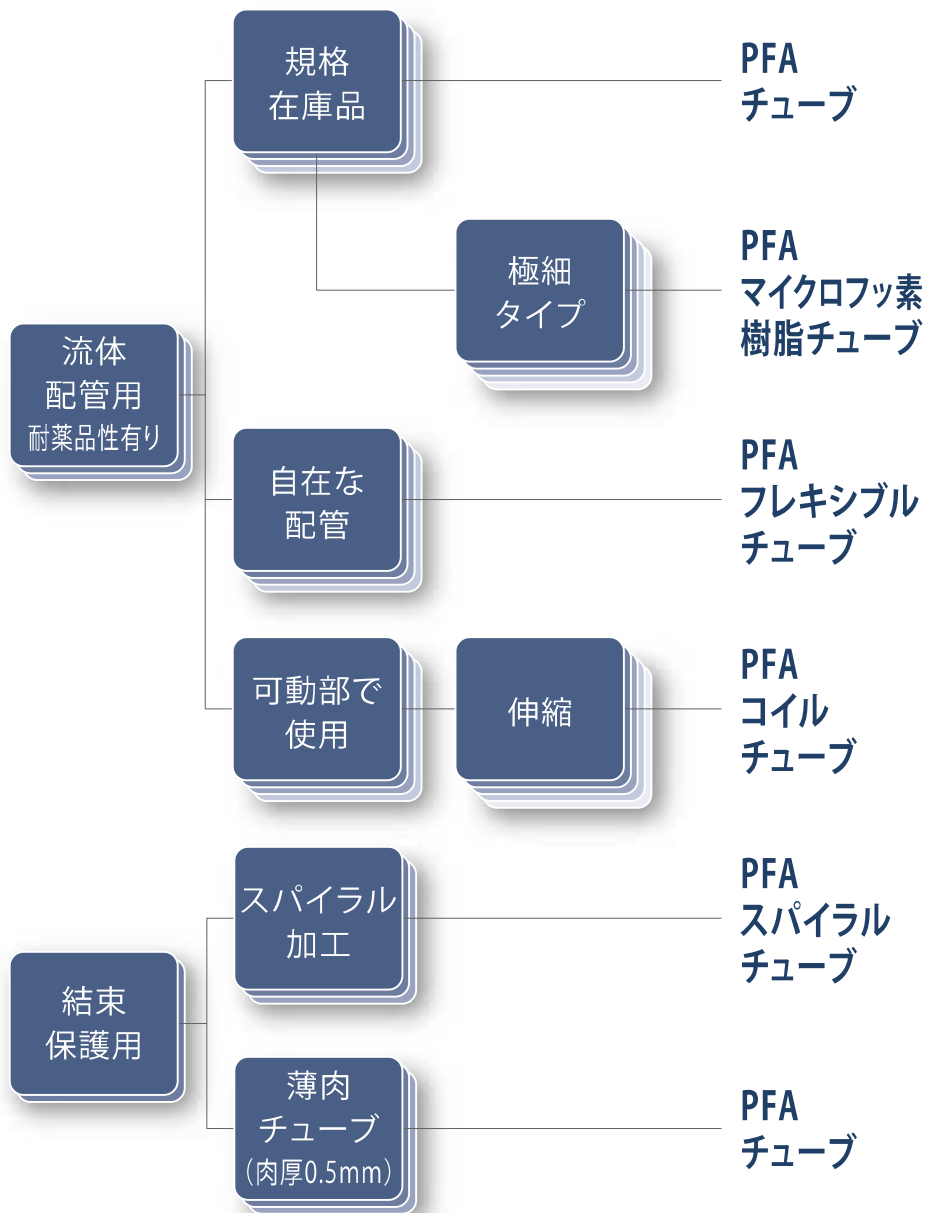 規格
在庫品
PFA
チューブ
極細
タイプ
PFA
マイクロフッ素
樹脂チューブ
流体
配管用
耐薬品性有り
自在な
配管
PFA
フレキシブル
チューブ
可動部で
使用
伸縮
PFA
コイル
チューブ
スパイラル
加工
PFA
スパイラル
チューブ
結束
保護用
薄肉
チューブ
（肉厚0.5mm）
PFA
チューブ